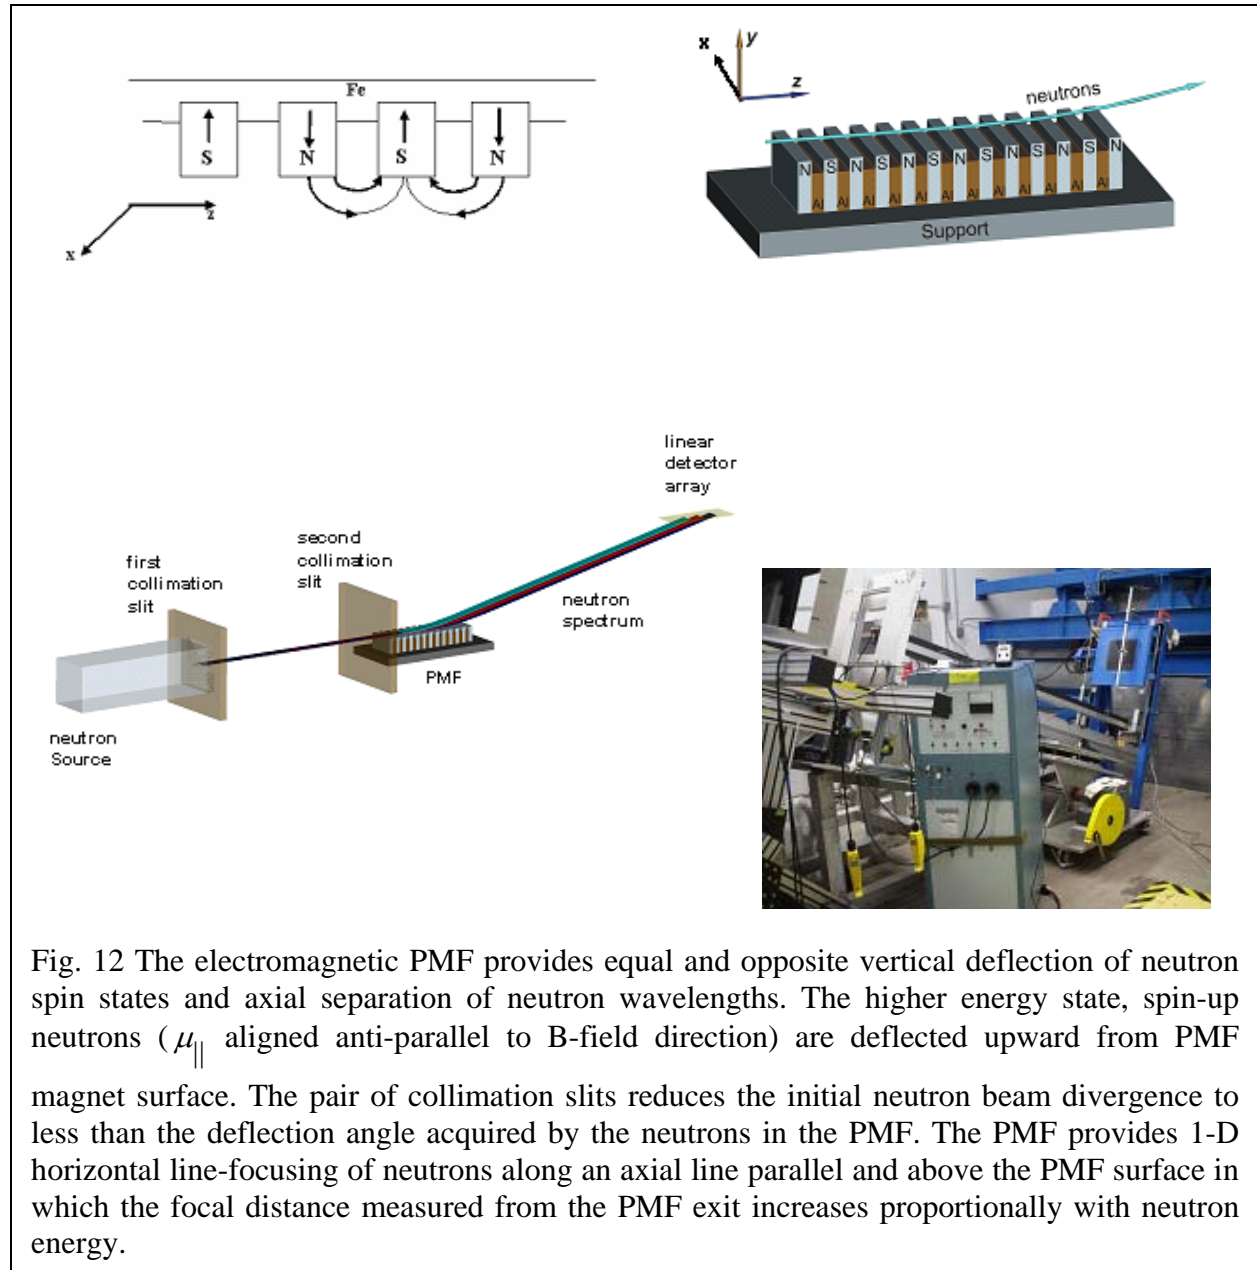 Fe
S
N
S
N
z
x
x
y
z
neutrons
N S N S N S N S N S N S N
Al Al Al Al Al Al Al Al Al Al Al Al
Support
linear
detector
array
second
collimation
slit
first
collimation
slit
neutron
spectrum
PMF
neutron
Source
Fig. 12 The electromagnetic PMF provides equal and opposite vertical deflection of neutron
spin states and axial separation of neutron wavelengths. The higher energy state, spin-up
neutrons (μ|| aligned anti-parallel to B-field direction) are deflected upward from PMF
magnet surface. The pair of collimation slits reduces the initial neutron beam divergence to
less than the deflection angle acquired by the neutrons in the PMF. The PMF provides 1-D
horizontal line-focusing of neutrons along an axial line parallel and above the PMF surface in
which the focal distance measured from the PMF exit increases proportionally with neutron
energy.